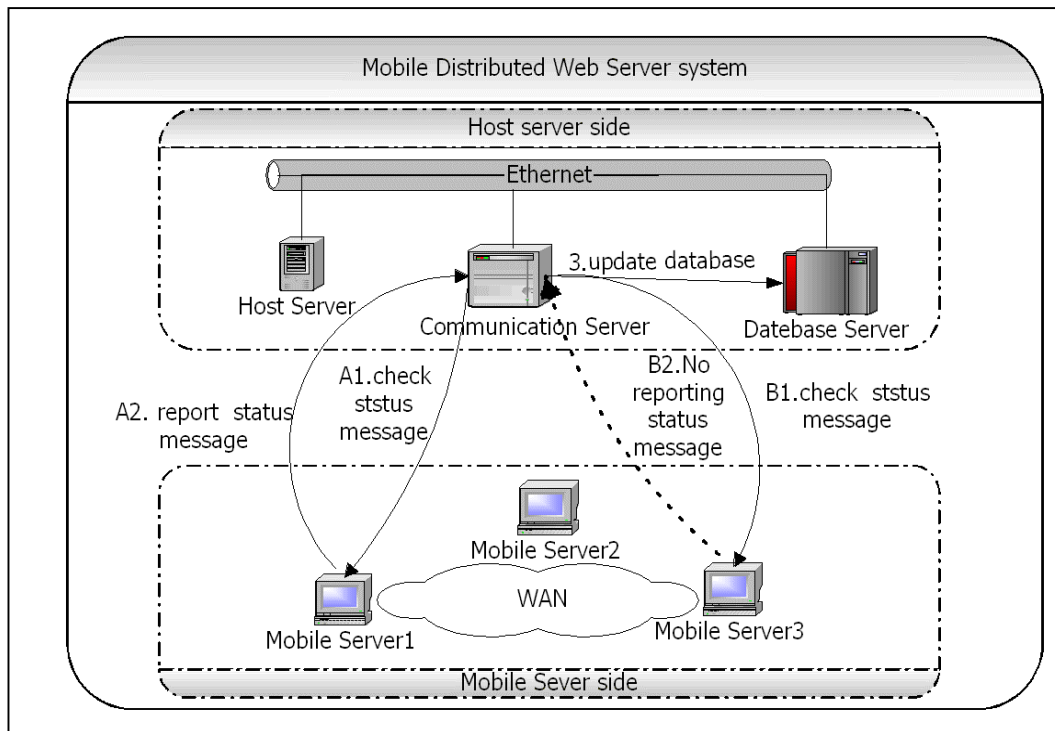 Mobile Distributed Web Server system
Host server side
Ethernet
3.update database
Host Server
Communication Server
Datebase Server
A2. report status
message
A1.check
ststus
message
B2.No
reporting
status
message
B1.check ststus
message
Mobile Server2
WAN
Mobile Server1
Mobile Server3
Mobile Sever side